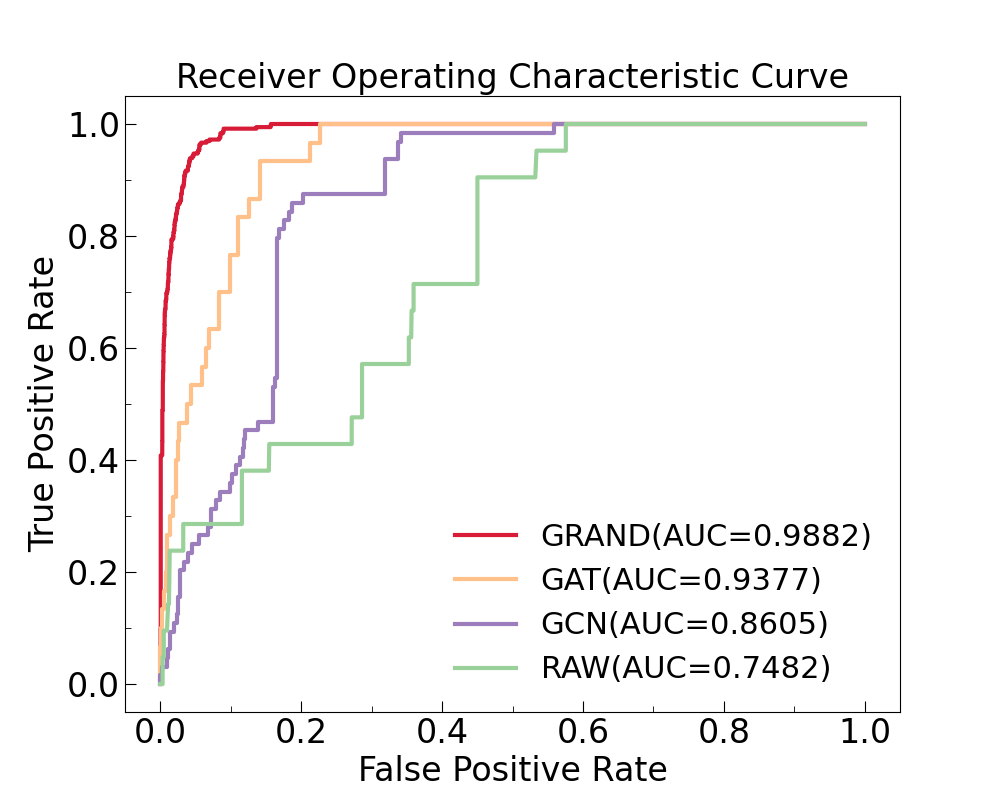 Receiver Operating Characteristic Curve
1.0
0.8
0.6
0.4
0.2
0.0
True Positive Rate
GRAND(AUC=0.9882)
GAT(AUC=0.9377)
GCN(AUC=0.8605)
RAW(AUC=0.7482)
0.0 0.2 0.4 0.6 0.8 1.0
False Positive Rate